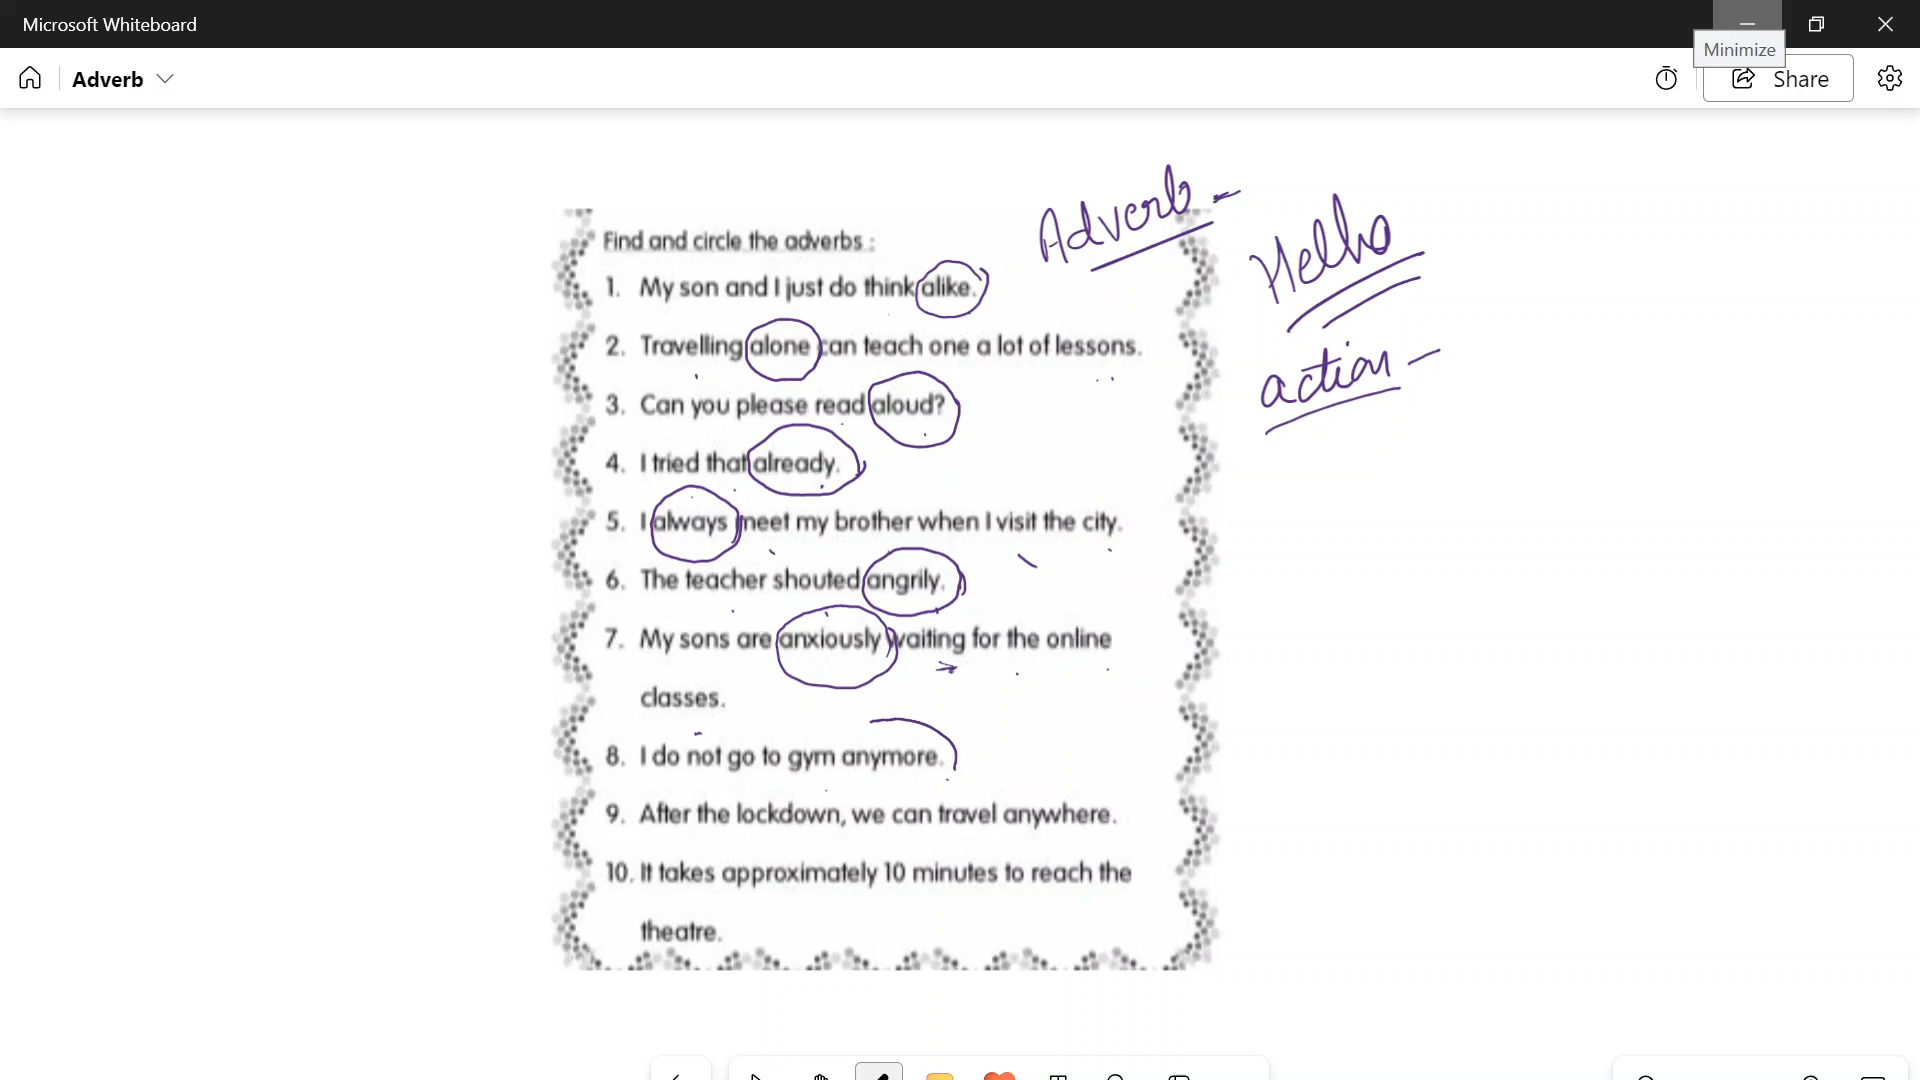 Microsoft Whiteboard
Minimize
Adverb
Share
Adverb -
Hello
action -
Find and circle the adverbs :
1. My son and I just do think alike.
2. Travelling alone can teach one a lot of lessons.
3. Can you please read aloud?
4. I tried that already.
5. I always meet my brother when I visit the city.
6. The teacher shouted angrily.
7. My sons are anxiously waiting for the online
classes.
8. I do not go to gym anymore.
9. After the lockdown, we can travel anywhere.
10. It takes approximately 10 minutes to reach the
theatre.